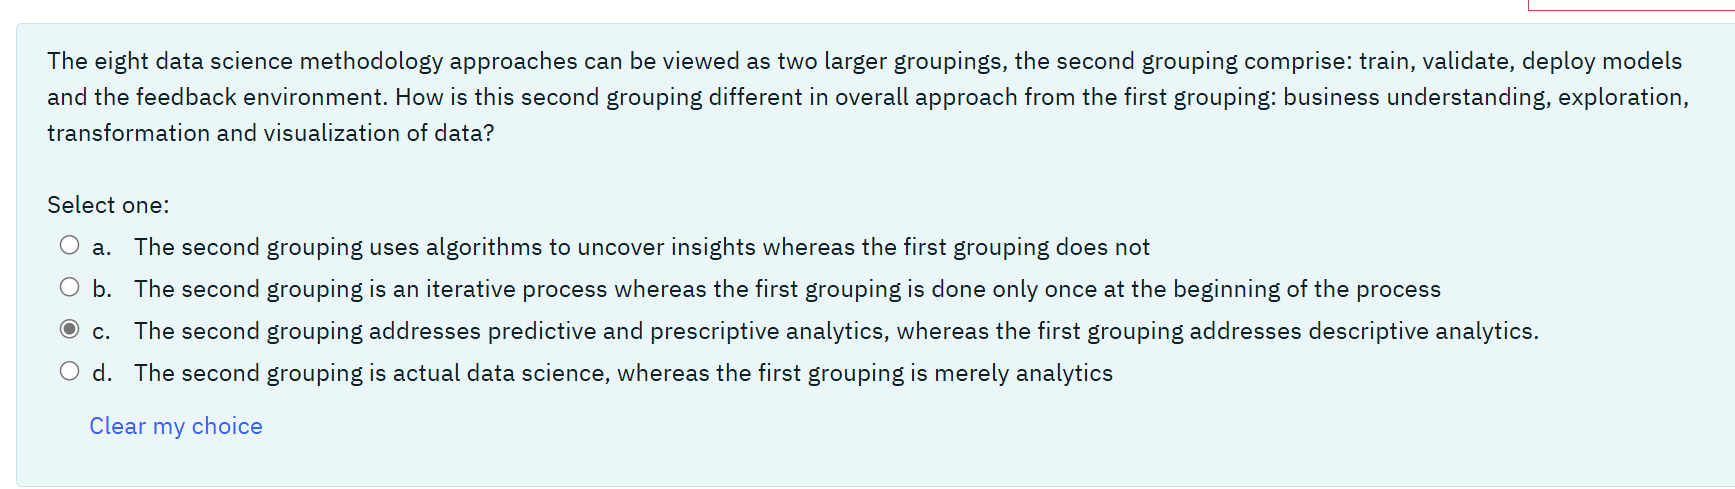 The eight data science methodology approaches can be viewed as two larger groupings, the second grouping comprise: train, validate, deploy models
and the feedback environment. How is this second grouping different in overall approach from the first grouping: business understanding, exploration,
transformation and visualization of data?
Select one:
a. The second grouping uses algorithms to uncover insights whereas the first grouping does not
b. The second grouping is an iterative process whereas the first grouping is done only once at the beginning of the process
c. The second grouping addresses predictive and prescriptive analytics, whereas the first grouping addresses descriptive analytics.
d. The second grouping is actual data science, whereas the first grouping is merely analytics
Clear my choice